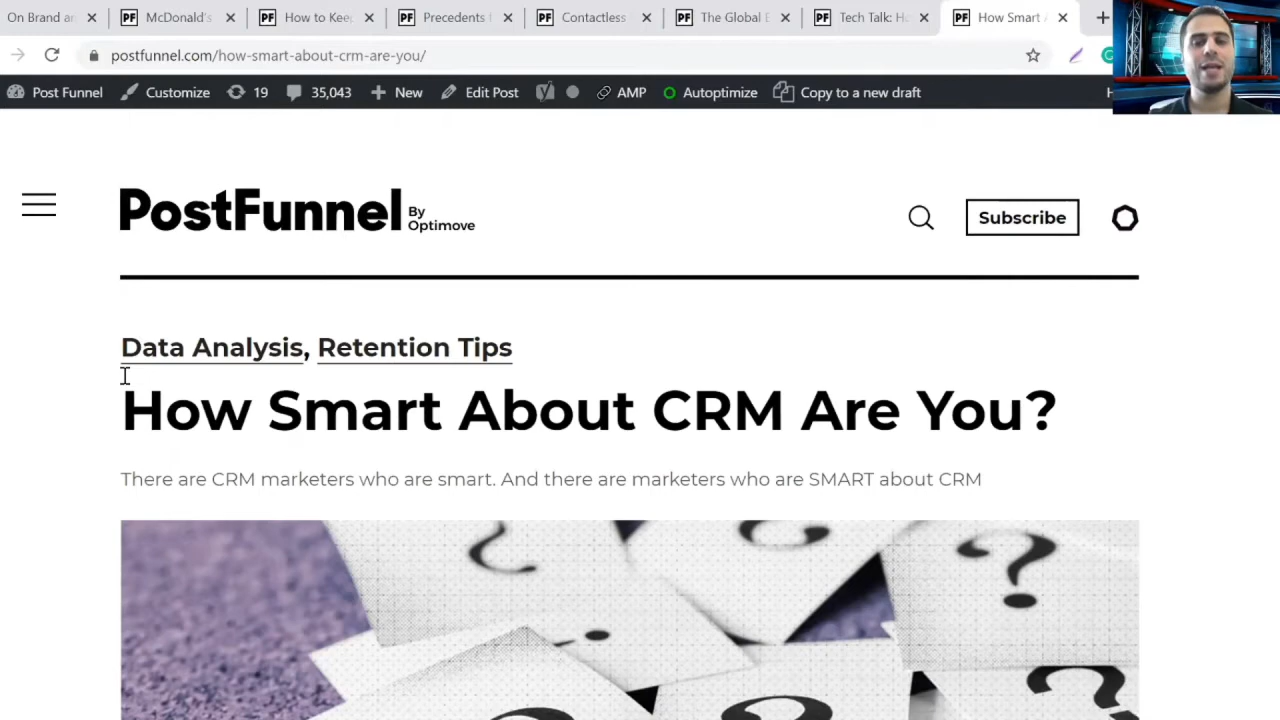 On Brand an McDonald's How to Keep Precedents Contactless The Global E Tech Talk: H How Smart A
postfunnel.com/how-smart-about-crm-are-you/
Post Funnel Customize 19 35,043 New Edit Post AMP Autoptimize Copy to a new draft H
PostFunnel By
Optimove
Subscribe
Data Analysis, Retention Tips
How Smart About CRM Are You?
There are CRM marketers who are smart. And there are marketers who are SMART about CRM
? ? ?
? ?